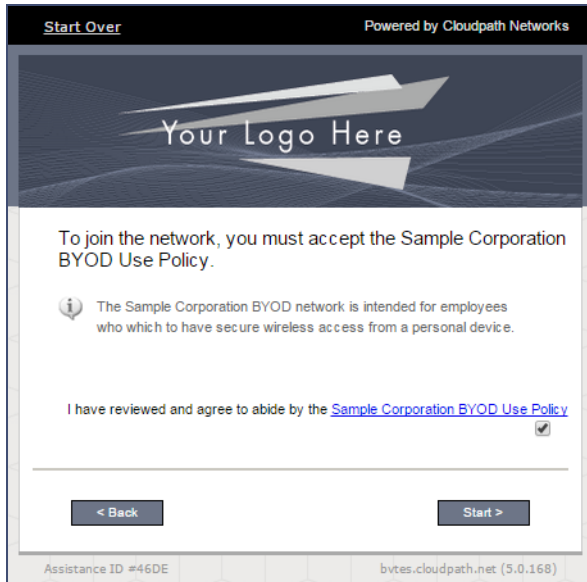 Start Over
Powered by Cloudpath Networks
Your Logo Here
To join the network, you must accept the Sample Corporation
BYOD Use Policy.
The Sample Corporation BYOD network is intended for employees
who which to have secure wireless access from a personal device.
I have reviewed and agree to abide by the Sample Corporation BYOD Use Policy
< Back
Start >
Assistance ID #46DE
bvtes.cloudpath.net (5.0.168)